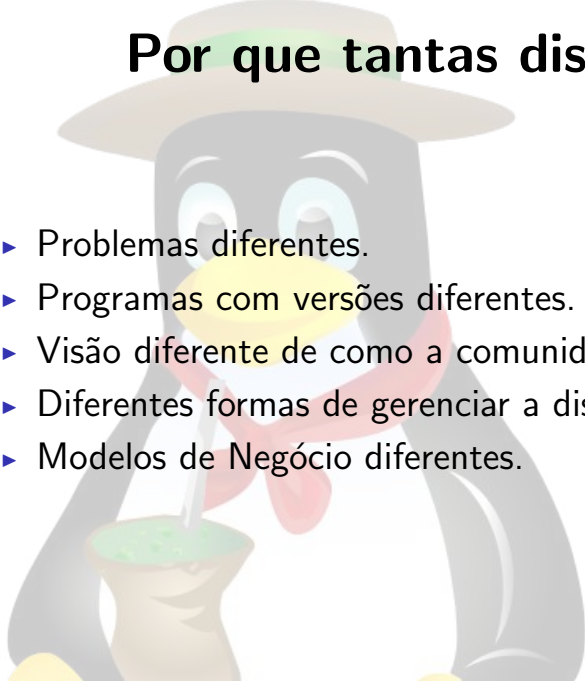 Por que tantas dis
Problemas diferentes.
Programas com versões diferentes.
Visão diferente de como a comunid
Diferentes formas de gerenciar a dis
Modelos de Negócio diferentes.